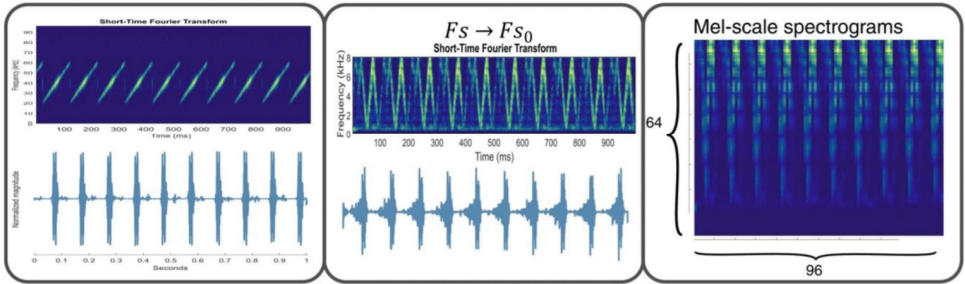 Short-Time Fourier Transform
Frequency (kHz)
90
80
70
60
50
40
30
20
10
0
100 200 300 400 500 600 700 800 900
Time (ms)
Normalized magnitude
0 0.1 0.2 0.3 0.4 0.5 0.6 0.7 0.8 0.9 1
Seconds
Fs → Fs₀
Short-Time Fourier Transform
Frequency (kHz)
8
6
4
2
0
100 200 300 400 500 600 700 800 900
Time (ms)
Mel-scale spectrograms
64
96